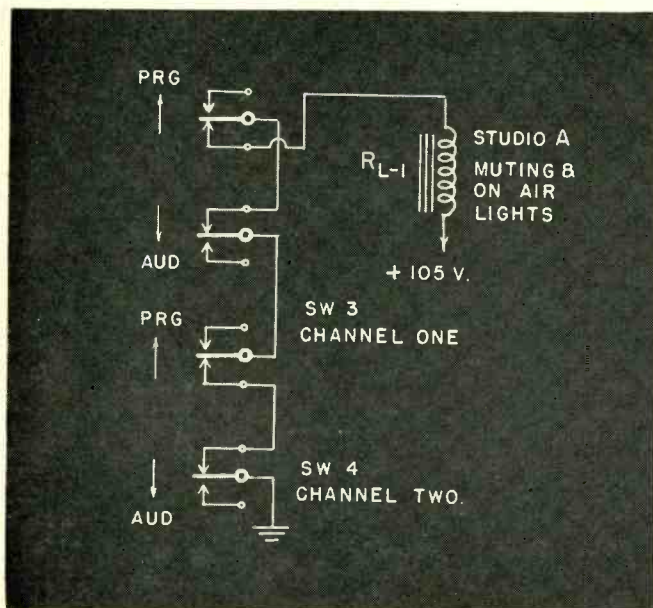 PRG
AUD
PRG
AUD
RL-1
STUDIO A
MUTING &
ON AIR
LIGHTS
+ 105 V.
SW 3
CHANNEL ONE
SW 4
CHANNEL TWO.